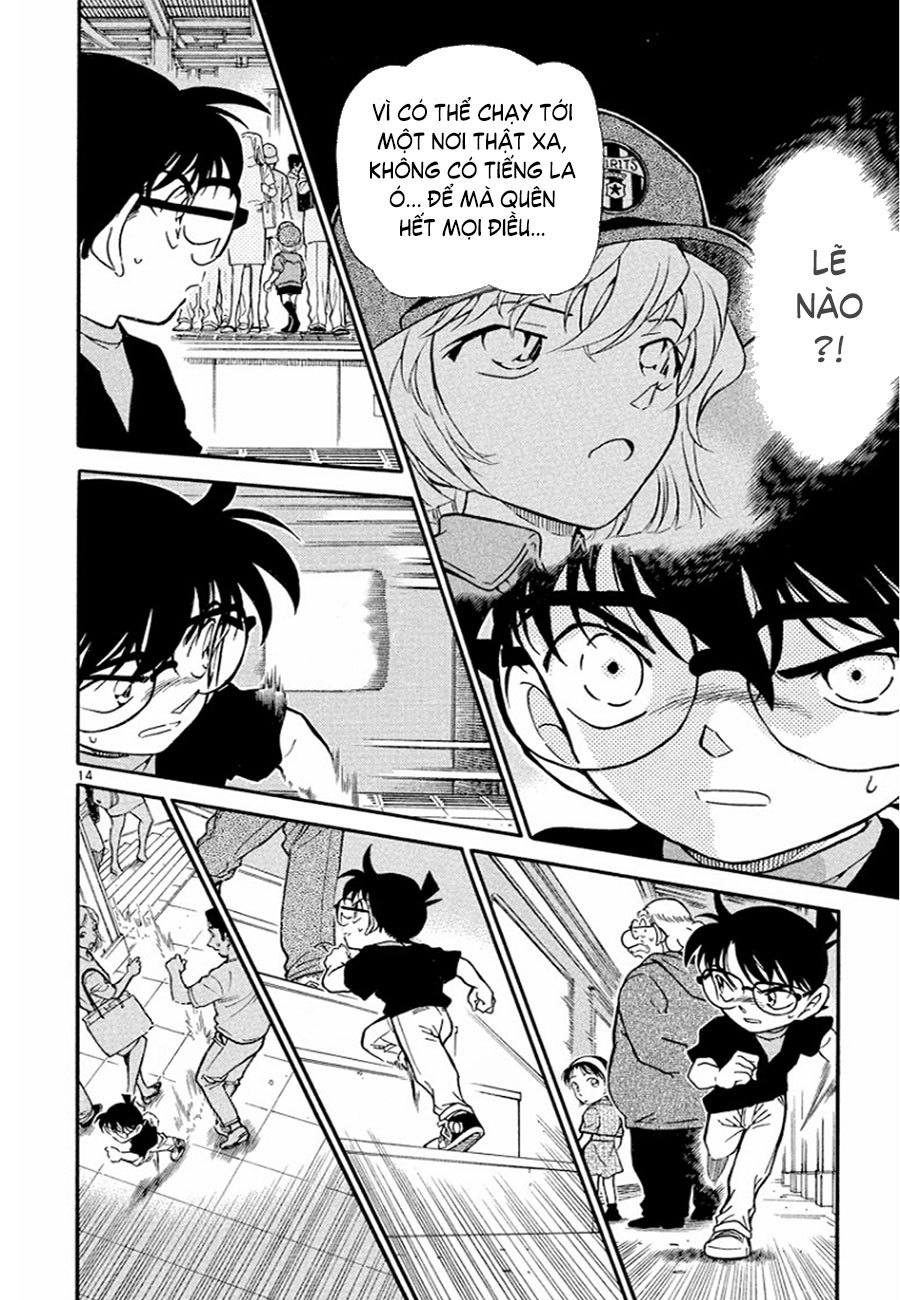 LẼ
NÀO
?!
VÌ CÓ THỂ CHẠY TỚI
MỘT NƠI THẬT XA,
KHÔNG CÓ TIẾNG LA
Ó... ĐỂ MÀ QUÊN
HẾT MỌI ĐIỀU...
14